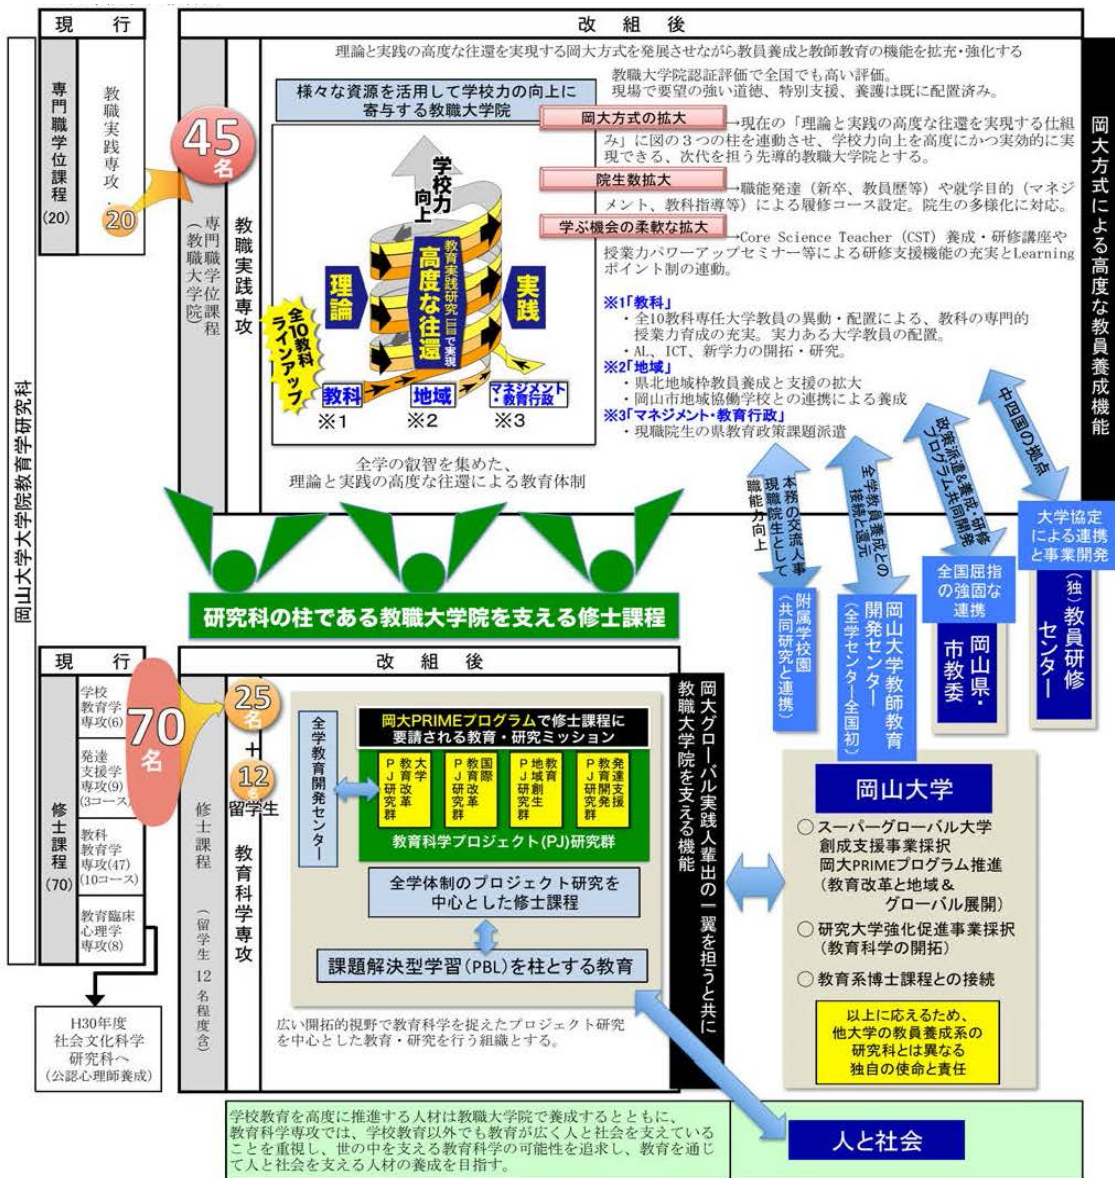 現行
改組後
岡山大学大学院教育学研究科
専門職学位課程
(20)
教職実践専攻
20
45
名
専門職学位課程
(教職大学院)
教職実践専攻
理論と実践の高度な往還を実現する岡大方式を発展させながら教員養成と教師教育の機能を拡充・強化する
教職大学院認証評価で全国でも高い評価。
現場で要望の強い道徳、特別支援、養護は既に配置済み。
様々な資源を活用して学校力の向上に
寄与する教職大学院
学校力
向上
理論
教育実践研究
で実現
高度な往還
実践
全10教科
ラインアップ
教科
地域
マネジメント
・教育行政
※1
※2
※3
全学の叡智を集めた、
理論と実践の高度な往還による教育体制
岡大方式の拡大
→現在の「理論と実践の高度な往還を実現する仕組
み」に図の3つの柱を連動させ、学校力向上を高度にかつ実効的に実
現できる、次代を担う先導的教職大学院とする。
院生数拡大
→職能発達(新卒、教員歴等)や就学目的(マネジ
メント、教科指導等)による履修コース設定。院生の多様化に対応。
学ぶ機会の柔軟な拡大
→Core Science Teacher (CST) 養成・研修講座や
授業力パワーアップセミナー等による研修支援機能の充実とLearning
ポイント制の連動。
※1「教科」
・全10教科専任大学教員の異動・配置による、教科の専門的
授業力育成の充実。実力ある大学教員の配置。
・AL、ICT、新学力の開拓・研究。
※2「地域」
・県北地域枠教員養成と支援の拡大
・岡山市地域協働学校との連携による養成
※3「マネジメント・教育行政」
・現職院生の県教育政策課題派遣
岡大方式による高度な教員養成機能
本務の交流人事
現職院生として
職能力向上
全学教員養成との
接続と還元
政策派遣&養成・研修
プログラム共同開発
中四国の拠点
附属学校園
(共同研究と連携)
岡山大学教師教育
開発センター
(全学センター・全国初)
全国屈指
の強固な
連携
岡山県・
市教委
大学協定
による連携
と事業開発
(独)教員研修
センター
研究科の柱である教職大学院を支える修士課程
現行
改組後
修士課程
(70)
学校
教育学
専攻(6)
発達
支援学
専攻(9)
(3コース)
教科
教育学
専攻(47)
(10コース)
教育臨床
心理学
専攻(8)
70
名
H30年度
社会文化科学
研究科へ
(公認心理師養成)
修士課程
(留学生12名程度含)
25
名
+
12
名
留学生
教育科学専攻
全学教育開発センター
岡大PRIMEプログラムで修士課程に
要請される教育・研究ミッション
大学
教育改革
PJ研究群
国際
教育改革
PJ研究群
教育
地域創生
PJ研究群
発達支援
教育開発
PJ研究群
教育科学プロジェクト(PJ)研究群
全学体制のプロジェクト研究を
中心とした修士課程
課題解決型学習(PBL)を柱とする教育
広い開拓的視野で教育科学を捉えたプロジェクト研究
を中心とした教育・研究を行う組織とする。
岡大グローバル実践人輩出の一翼を担うと共に
教職大学院を支える機能
岡山大学
○スーパーグローバル大学
創成支援事業採択
岡大PRIMEプログラム推進
(教育改革と地域&
グローバル展開)
○研究大学強化促進事業採択
(教育科学の開拓)
○教育系博士課程との接続
以上に応えるため、
他大学の教員養成系の
研究科とは異なる
独自の使命と責任
学校教育を高度に推進する人材は教職大学院で養成するとともに、
教育科学専攻では、学校教育以外でも教育が広く人と社会を支えている
ことを重視し、世の中を支える教育科学の可能性を追求し、教育を通じ
て人と社会を支える人材の養成を目指す。
人と社会